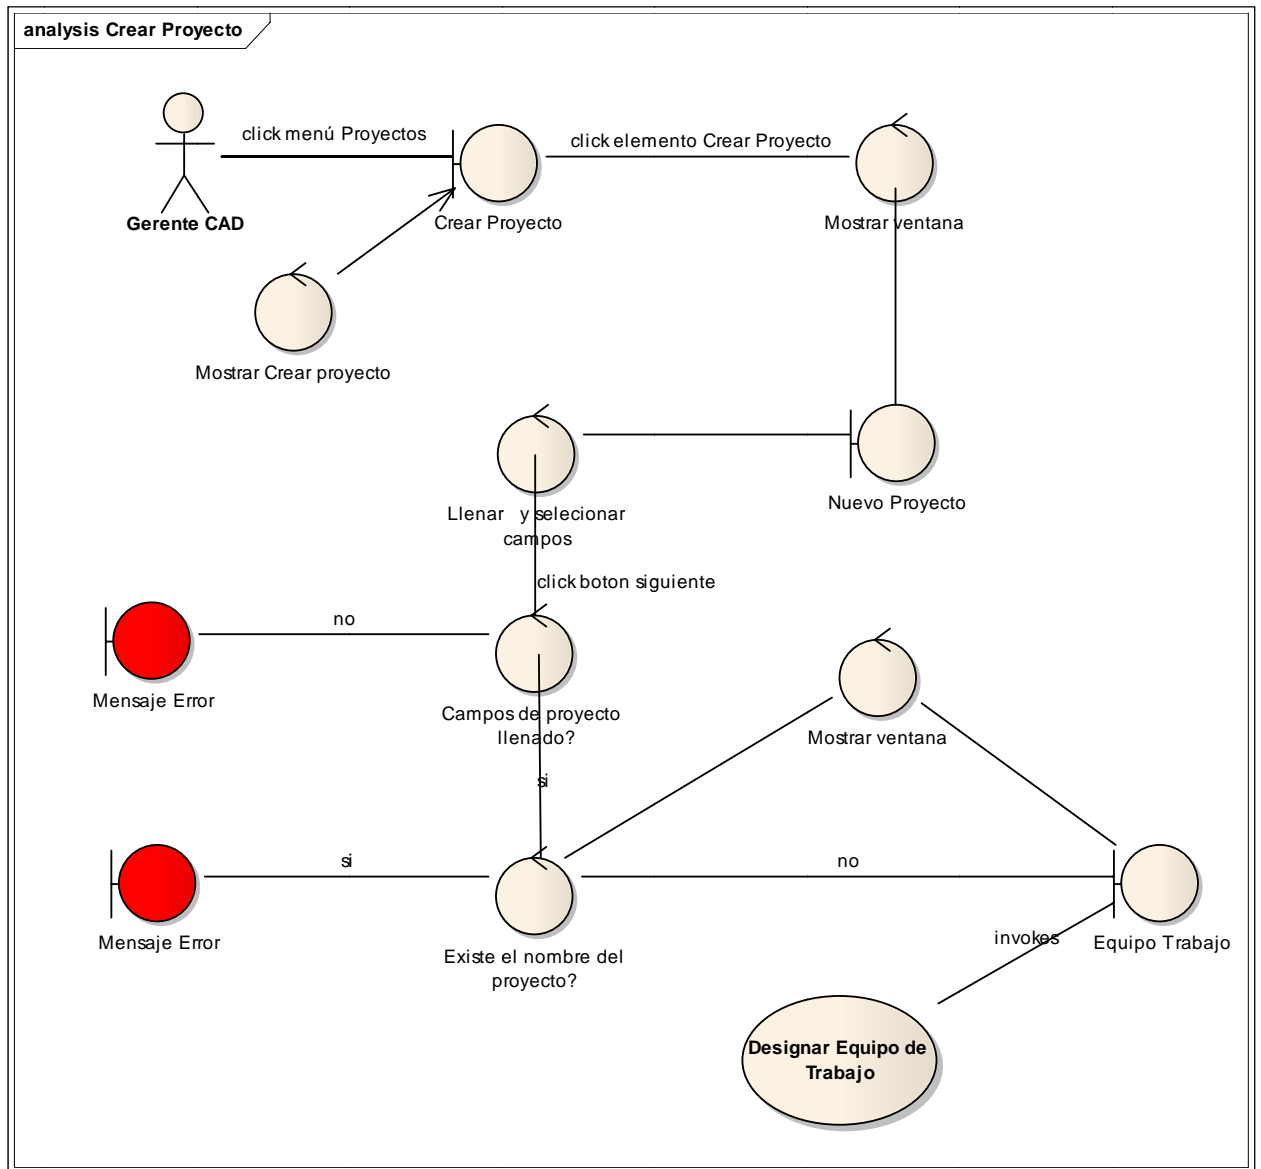 analysis Crear Proyecto
click menú Proyectos
click elemento Crear Proyecto
Gerente CAD
Crear Proyecto
Mostrar ventana
Mostrar Crear proyecto
Llenar y selecionar
campos
Nuevo Proyecto
click boton siguiente
no
Mensaje Error
Campos de proyecto
llenado?
Mostrar ventana
si
si
no
Mensaje Error
Existe el nombre del
proyecto?
invokes
Equipo Trabajo
Designar Equipo de
Trabajo